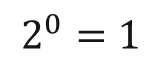 2⁰ = 1